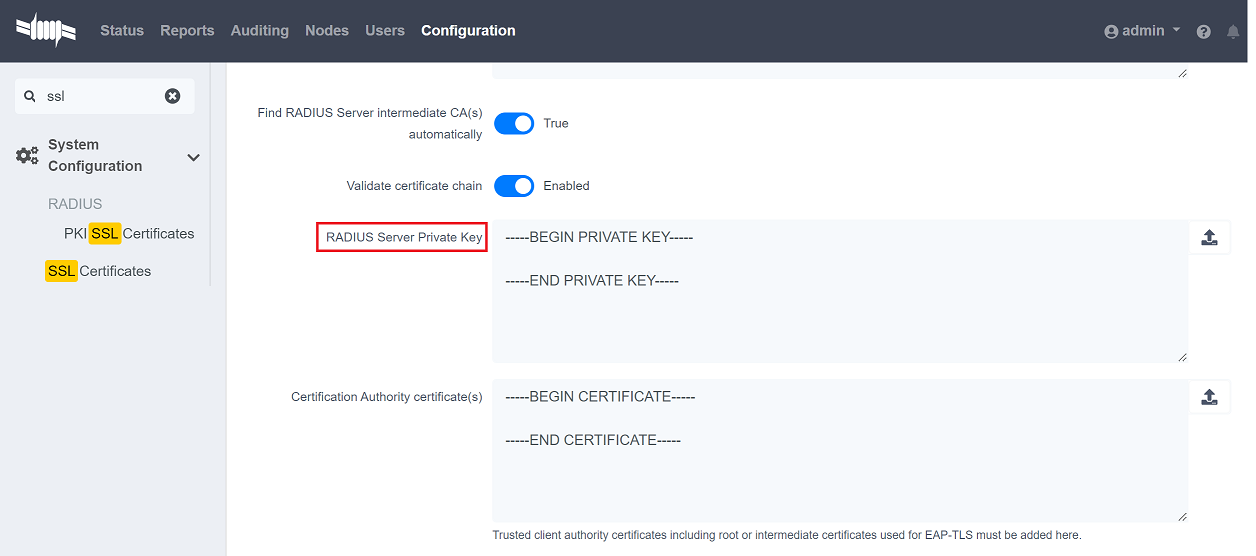 Status Reports Auditing Nodes Users Configuration admin
ssl
System
Configuration
RADIUS
PKI SSL Certificates
SSL Certificates
Find RADIUS Server intermediate CA(s)
automatically
True
Validate certificate chain Enabled
RADIUS Server Private Key
-----BEGIN PRIVATE KEY-----
-----END PRIVATE KEY-----
Certification Authority certificate(s)
-----BEGIN CERTIFICATE-----
-----END CERTIFICATE-----
Trusted client authority certificates including root or intermediate certificates used for EAP-TLS must be added here.